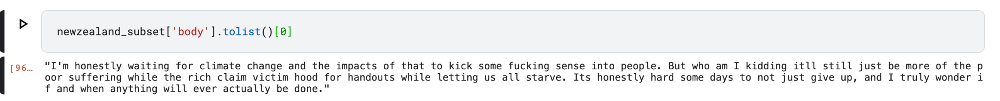 newzealand_subset['body'].tolist()[0]
[96…
"I'm honestly waiting for climate change and the impacts of that to kick some fucking sense into people. But who am I kidding itll still just be more of the p
oor suffering while the rich claim victim hood for handouts while letting us all starve. Its honestly hard some days to not just give up, and I truly wonder i
f and when anything will ever actually be done."